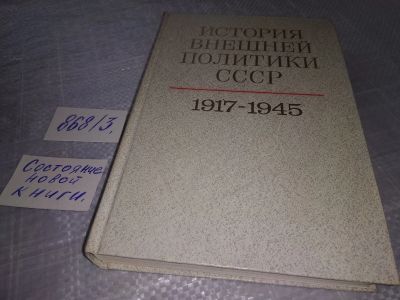 ИСТОРИЯ
ВНЕШНЕЙ
ПОЛИТИКИ
СССР
1917-1945
868/3.
Состояние
новой
книги.